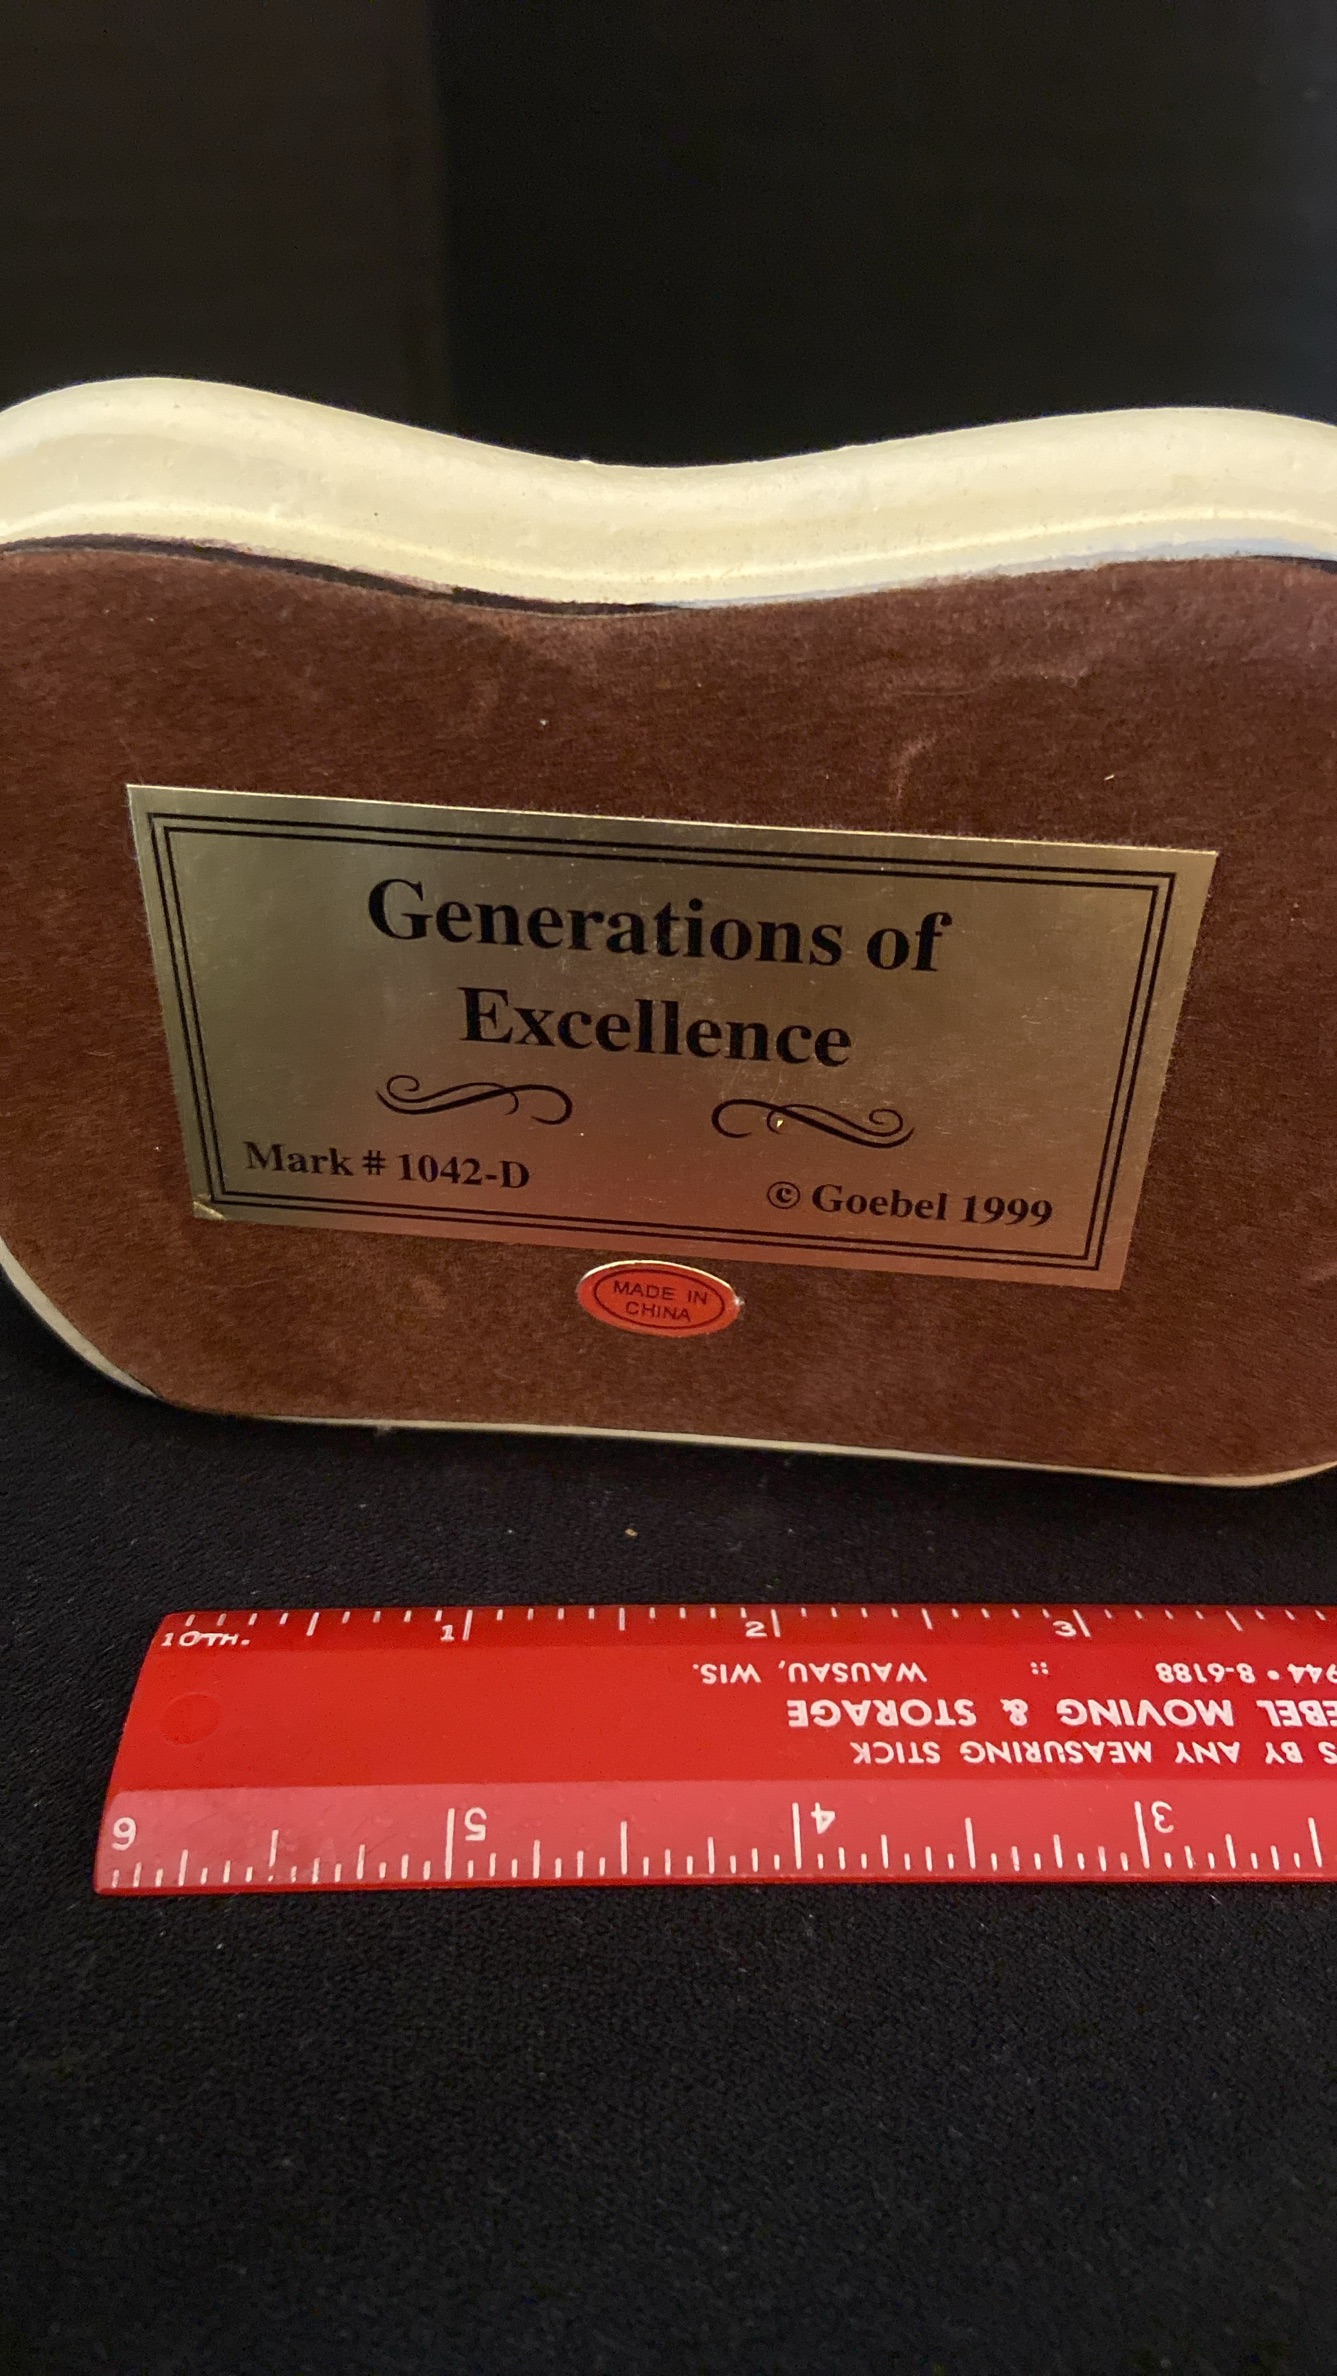 Generations of
Excellence
Mark # 1042-D
© Goebel 1999
MADE IN
CHINA
10TH. 1 2 3
944 • 8-6188 :: WAUSAU, WIS.
EBEL MOVING & STORAGE
S BY ANY MEASURING STICK
6 5 4 3